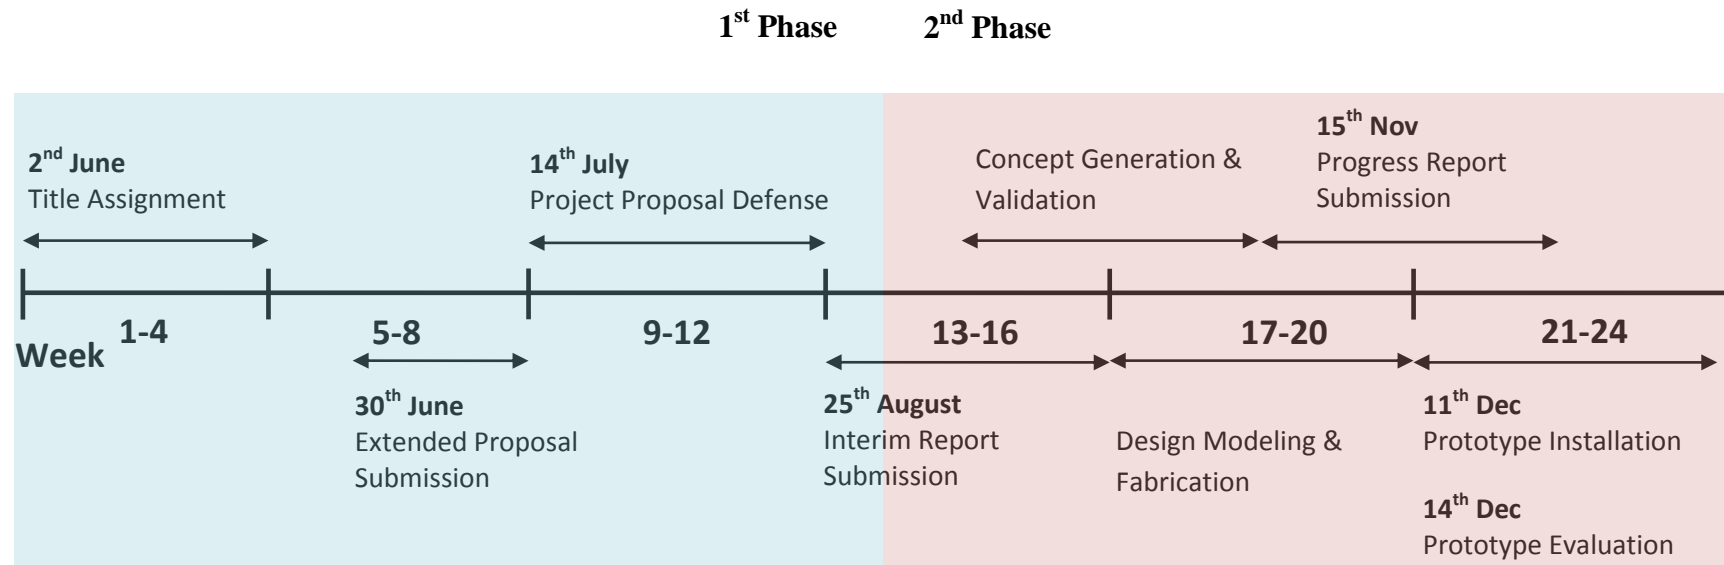 1st Phase
2nd Phase
2nd June
Title Assignment
14th July
Project Proposal Defense
Concept Generation &
Validation
15th Nov
Progress Report
Submission
Week
1-4
5-8
9-12
13-16
17-20
21-24
30th June
Extended Proposal
Submission
25th August
Interim Report
Submission
Design Modeling &
Fabrication
11th Dec
Prototype Installation
14th Dec
Prototype Evaluation